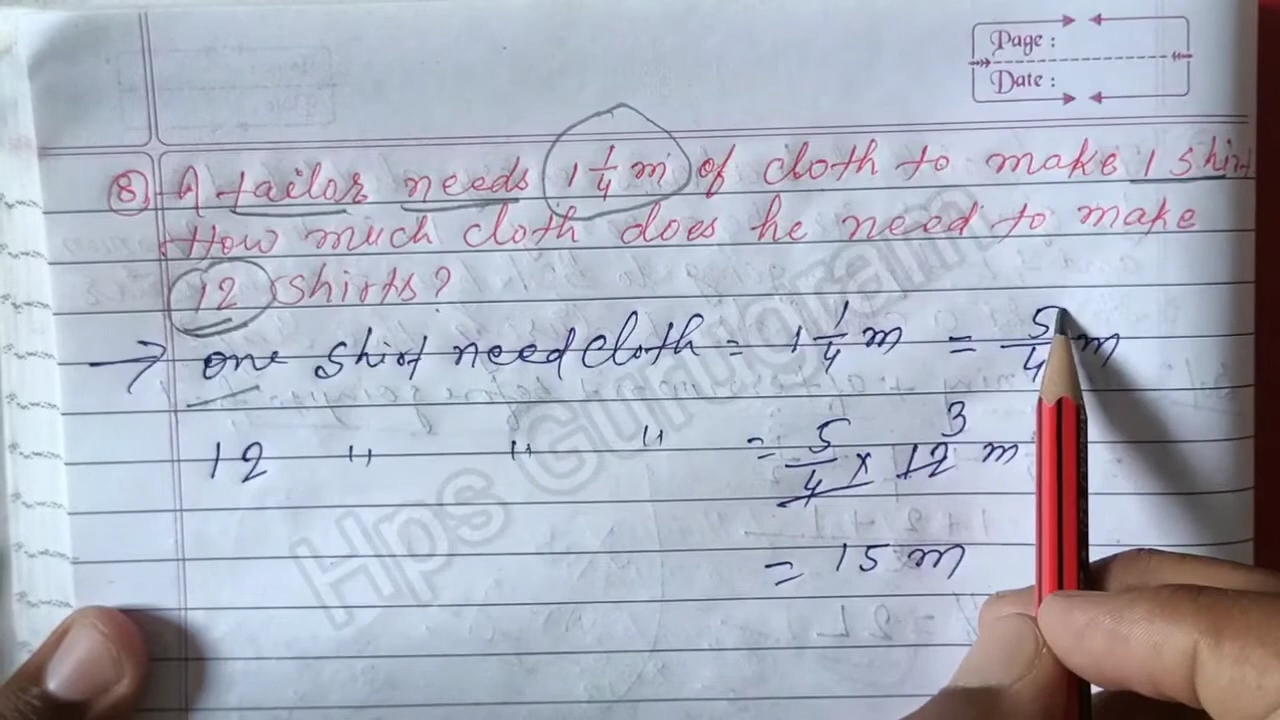 Page :
Date :
8) A tailor needs 1 1/4 m of cloth to make 1 shirt
How much cloth does he need to make
12 shirts?
→ one shirt need cloth = 1 1/4 m = 5/4 m
12 " " " = 5/4 × 12 m
3
= 15 m
Hps Gurugram